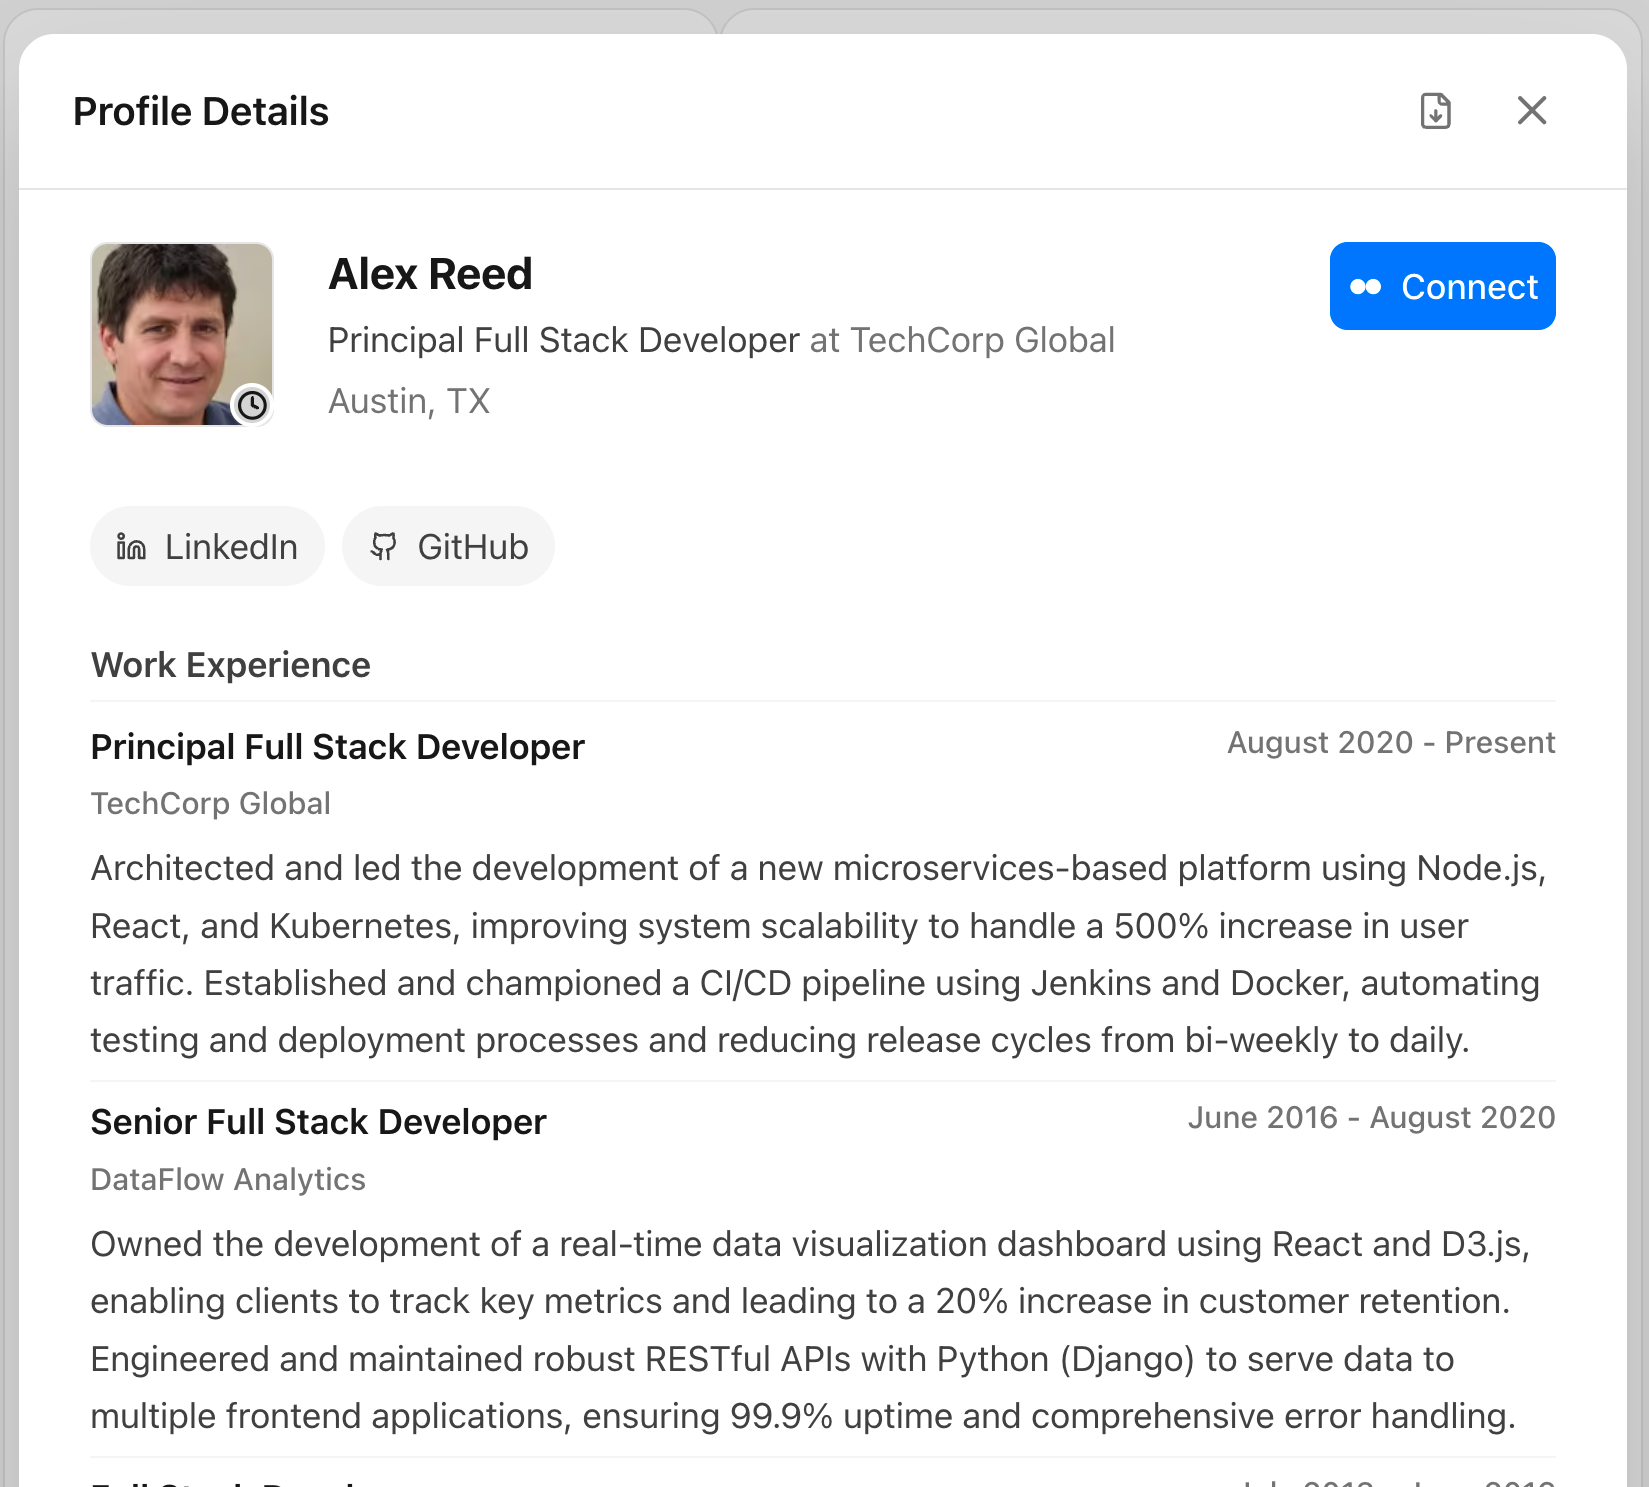 Profile Details
Alex Reed
Connect
Principal Full Stack Developer at TechCorp Global
Austin, TX
LinkedIn
GitHub
Work Experience
Principal Full Stack Developer
August 2020 - Present
TechCorp Global
Architected and led the development of a new microservices-based platform using Node.js,
React, and Kubernetes, improving system scalability to handle a 500% increase in user
traffic. Established and championed a CI/CD pipeline using Jenkins and Docker, automating
testing and deployment processes and reducing release cycles from bi-weekly to daily.
Senior Full Stack Developer
June 2016 - August 2020
DataFlow Analytics
Owned the development of a real-time data visualization dashboard using React and D3.js,
enabling clients to track key metrics and leading to a 20% increase in customer retention.
Engineered and maintained robust RESTful APIs with Python (Django) to serve data to
multiple frontend applications, ensuring 99.9% uptime and comprehensive error handling.